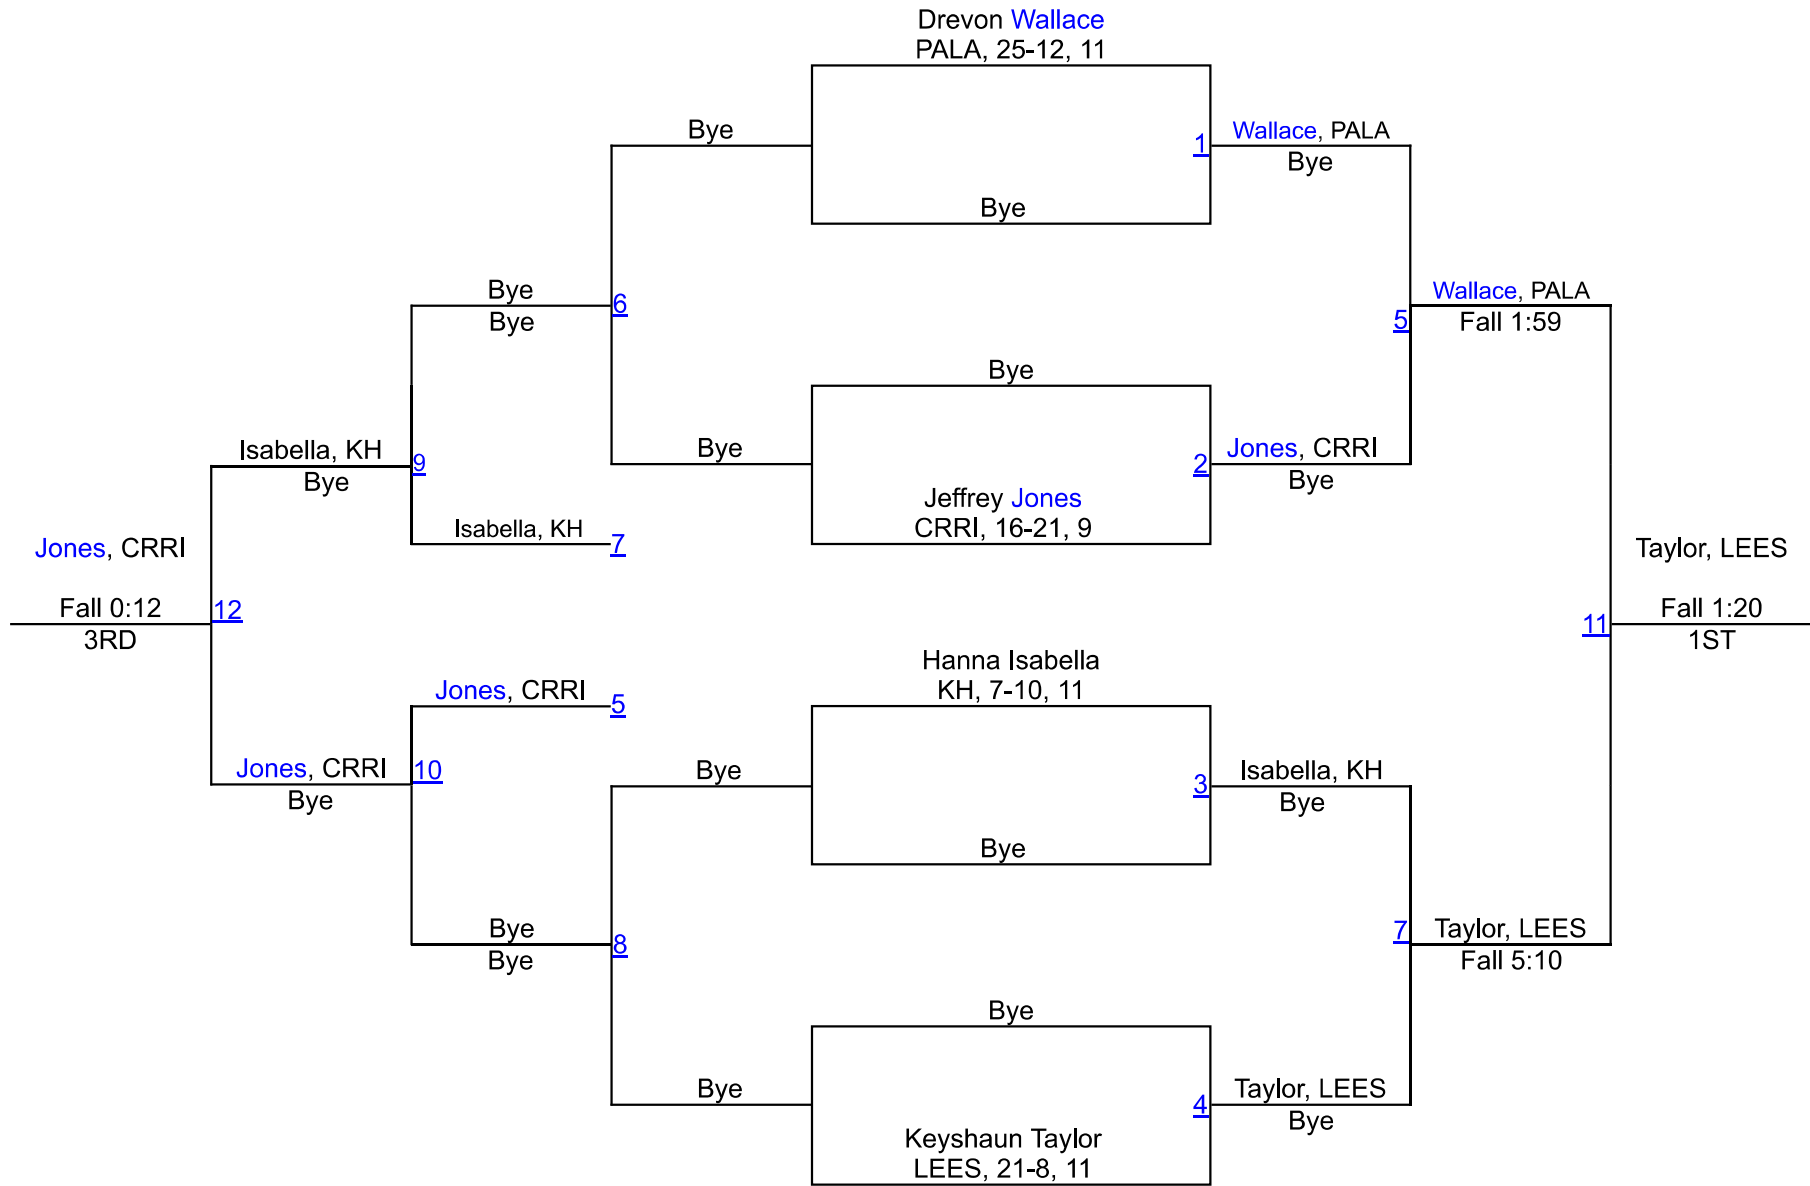 Drevon Wallace
PALA, 25-12, 11
Bye
1
Wallace, PALA
Bye
Bye
Bye
Bye
6
5
Wallace, PALA
Fall 1:59
Bye
Isabella, KH
Bye
9
Bye
2
Jones, CRRI
Bye
Jeffrey Jones
CRRI, 16-21, 9
Isabella, KH
7
Jones, CRRI
Fall 0:12
3RD
12
Taylor, LEES
Fall 1:20
1ST
11
Hanna Isabella
KH, 7-10, 11
Jones, CRRI
5
Jones, CRRI
Bye
10
Bye
3
Isabella, KH
Bye
Bye
Bye
Bye
8
7
Taylor, LEES
Fall 5:10
Bye
Bye
4
Taylor, LEES
Bye
Keyshaun Taylor
LEES, 21-8, 11